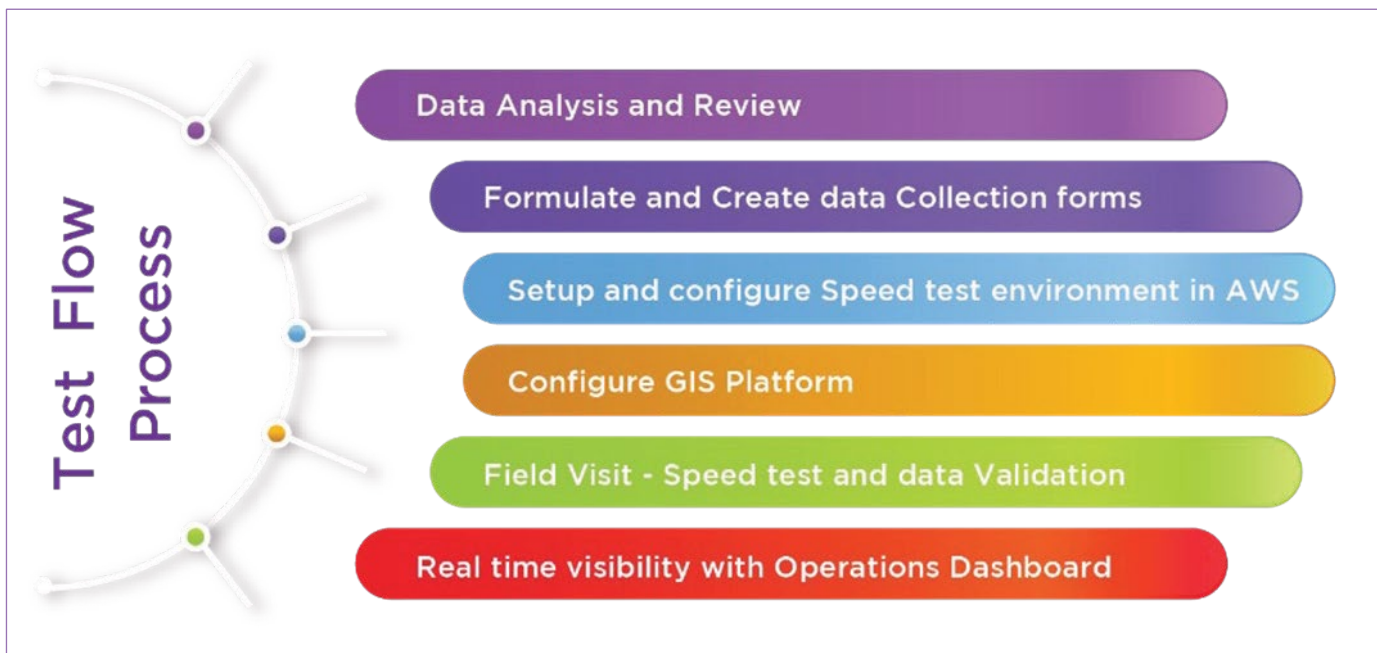 Test Flow
Process
Data Analysis and Review
Formulate and Create data Collection forms
Setup and configure Speed test environment in AWS
Configure GIS Platform
Field Visit - Speed test and data Validation
Real time visibility with Operations Dashboard